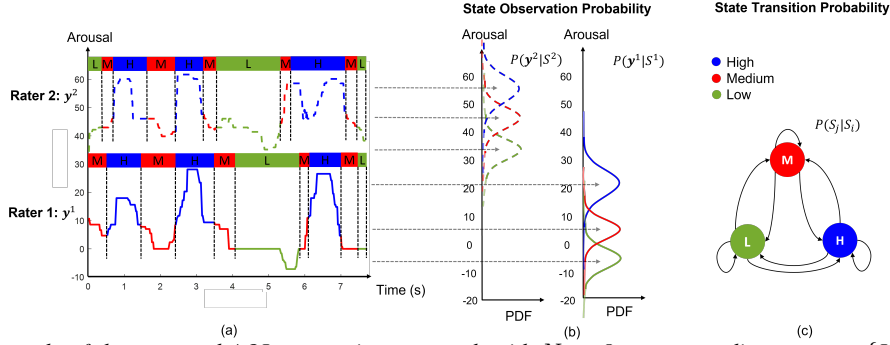 State Observation Probability
State Transition Probability
Arousal
Arousal
Arousal
P(y²|S²)
P(y¹|S¹)
High
Medium
Low
P(Sⱼ|Sᵢ)
L M H M H M L M H M L
Rater 2: y²
60
50
40
M H M H M L M H M L
30
Rater 1: y¹
20
10
0
-10
0 1 2 3 4 5 6 7
Time (s)
60
50
40
30
20
10
0
-10
-20
PDF
60
50
40
30
20
10
0
-10
-20
PDF
M
L
H
(a)
(b)
(c)